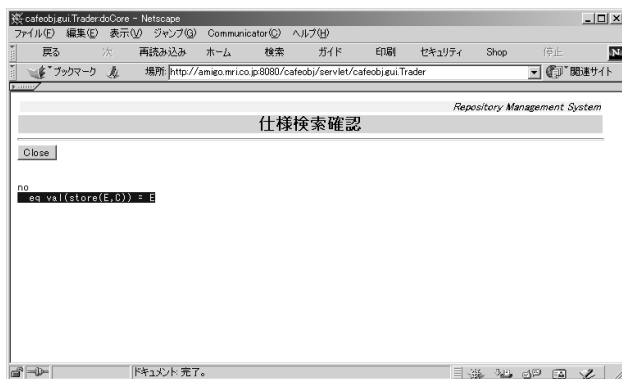 cafeobj.gui.Trader:doCore - Netscape
ファイル(F) 編集(E) 表示(V) ジャンプ(G) Communicator(C) ヘルプ(H)
戻る 次 再読み込み ホーム 検索 ガイド 印刷 セキュリティ Shop 停止
ブックマーク 場所: http://amigo.mri.co.jp:8080/cafeobj/servlet/cafeobj.gui.Trader 関連サイト
Repository Management System
仕様検索確認
Close
no
eq val(store(E,C)) = E
ドキュメント: 完了。